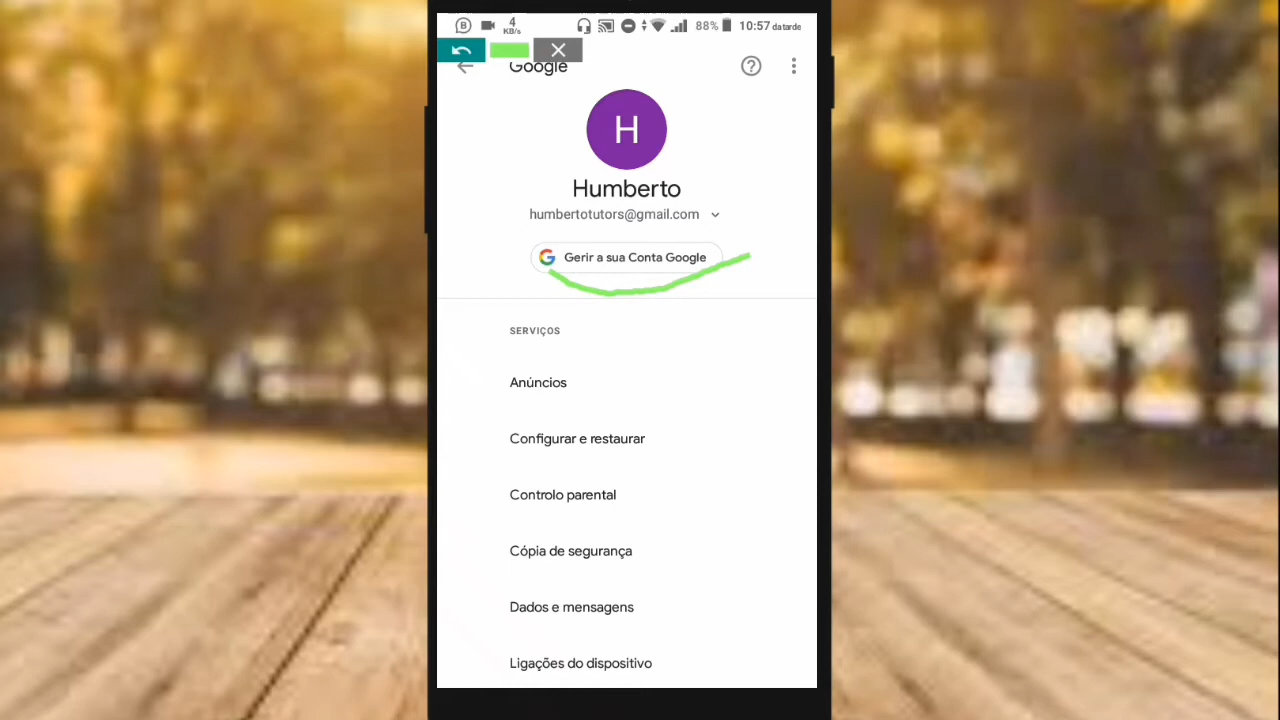 4
KB/s
88%
10:57 da tarde
Google
H
Humberto
humbertotutors@gmail.com
Gerir a sua Conta Google
SERVIÇOS
Anúncios
Configurar e restaurar
Controlo parental
Cópia de segurança
Dados e mensagens
Ligações do dispositivo